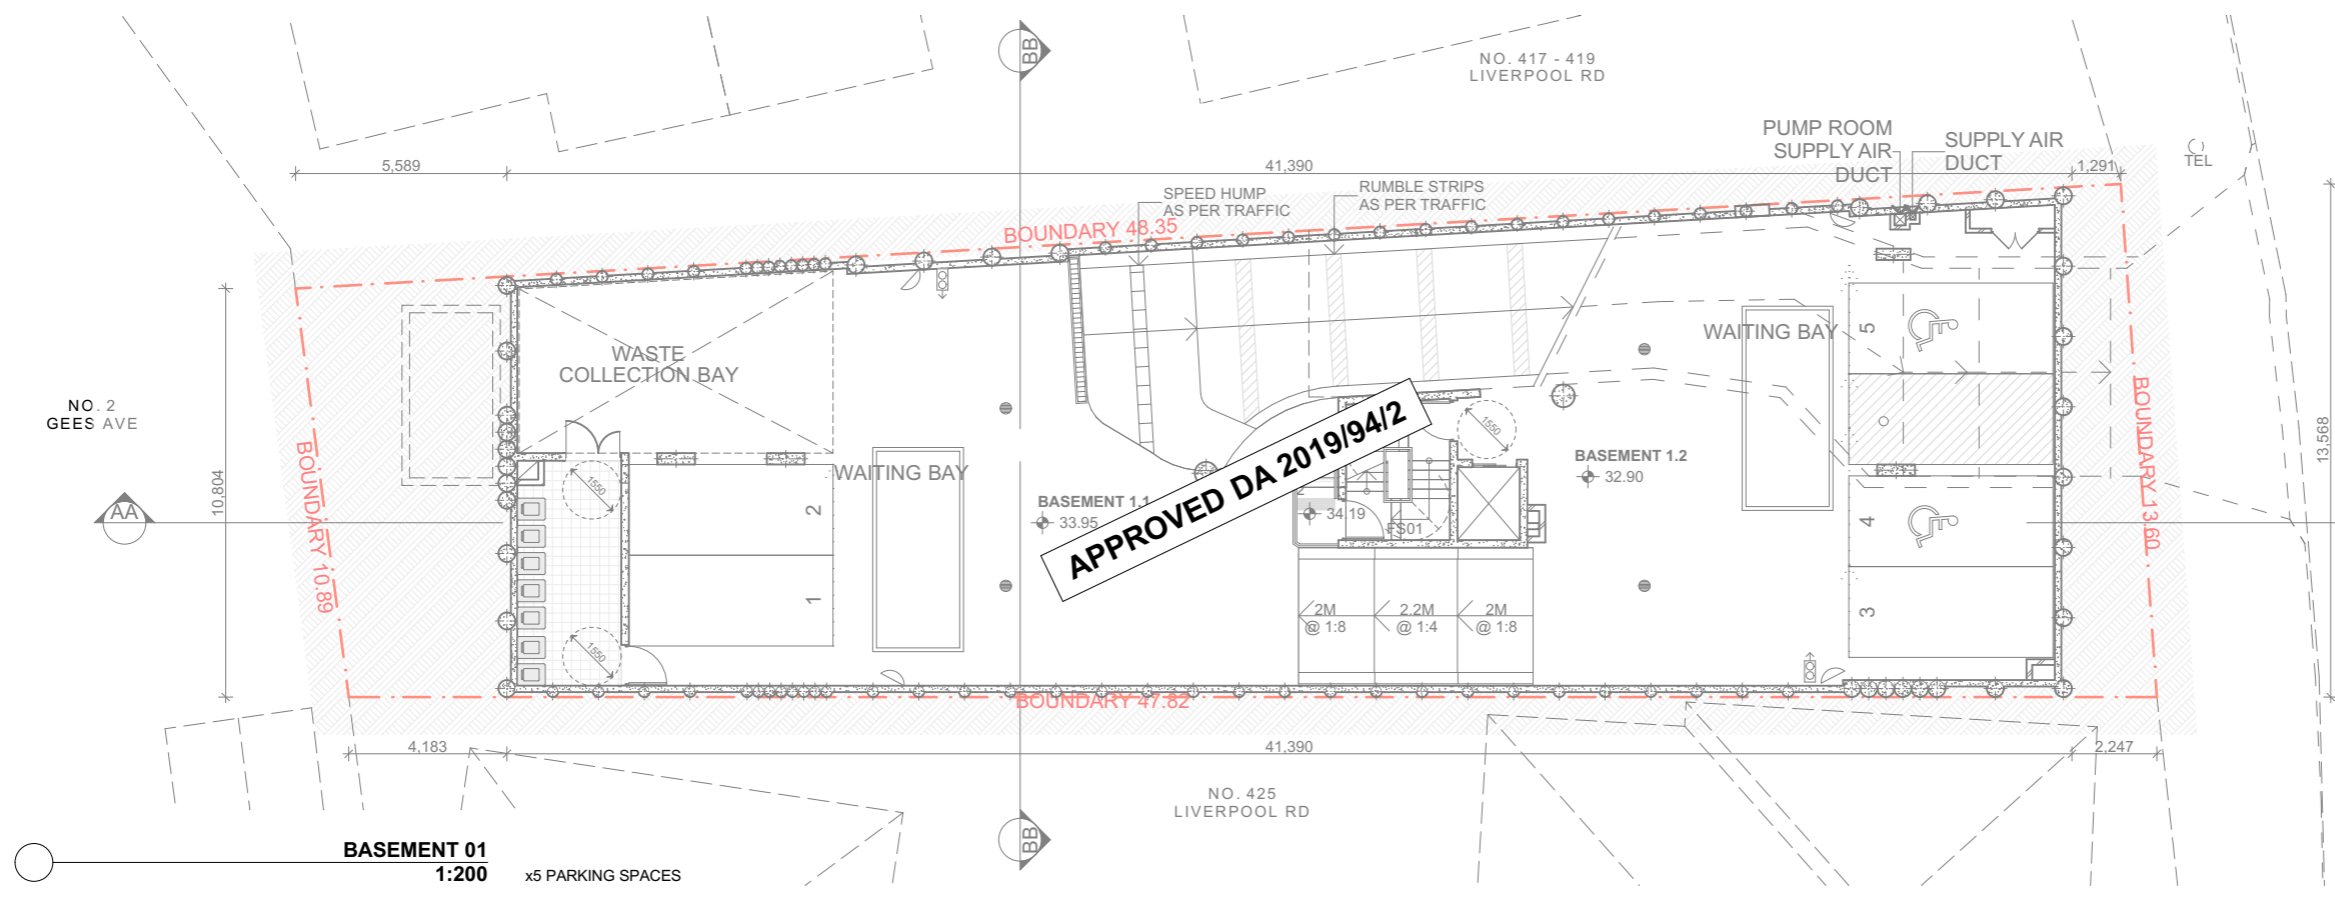 BB
NO. 417 - 419
LIVERPOOL RD
PUMP ROOM
SUPPLY AIR
DUCT
SUPPLY AIR
DUCT
TEL
5,589
41,390
1,291
SPEED HUMP
AS PER TRAFFIC
RUMBLE STRIPS
AS PER TRAFFIC
BOUNDARY 48.35
WASTE
COLLECTION BAY
WAITING BAY
5
NO. 2
GEES AVE
BOUNDARY 10.89
10,804
BOUNDARY 13.60
13,568
1550
1550
WAITING BAY
2
BASEMENT 1.1
33.95
APPROVED DA 2019/94/2
BASEMENT 1.2
32.90
34.19
FS01
4
AA
1550
1
2M
@ 1:8
2.2M
@ 1:4
2M
@ 1:8
3
BOUNDARY 47.82
4,183
41,390
2,247
NO. 425
LIVERPOOL RD
BB
BASEMENT 01
1:200
x5 PARKING SPACES